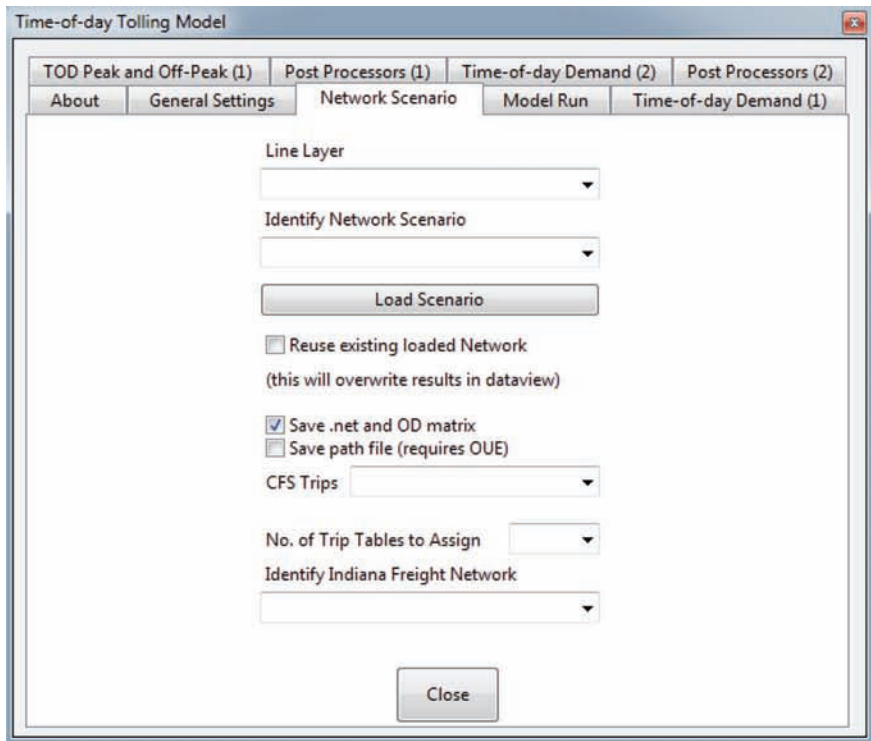 Time-of-day Tolling Model
TOD Peak and Off-Peak (1) Post Processors (1) Time-of-day Demand (2) Post Processors (2)
About General Settings Network Scenario Model Run Time-of-day Demand (1)
Line Layer
Identify Network Scenario
Load Scenario
Reuse existing loaded Network
(this will overwrite results in dataview)
Save .net and OD matrix
Save path file (requires OUE)
CFS Trips
No. of Trip Tables to Assign
Identify Indiana Freight Network
Close